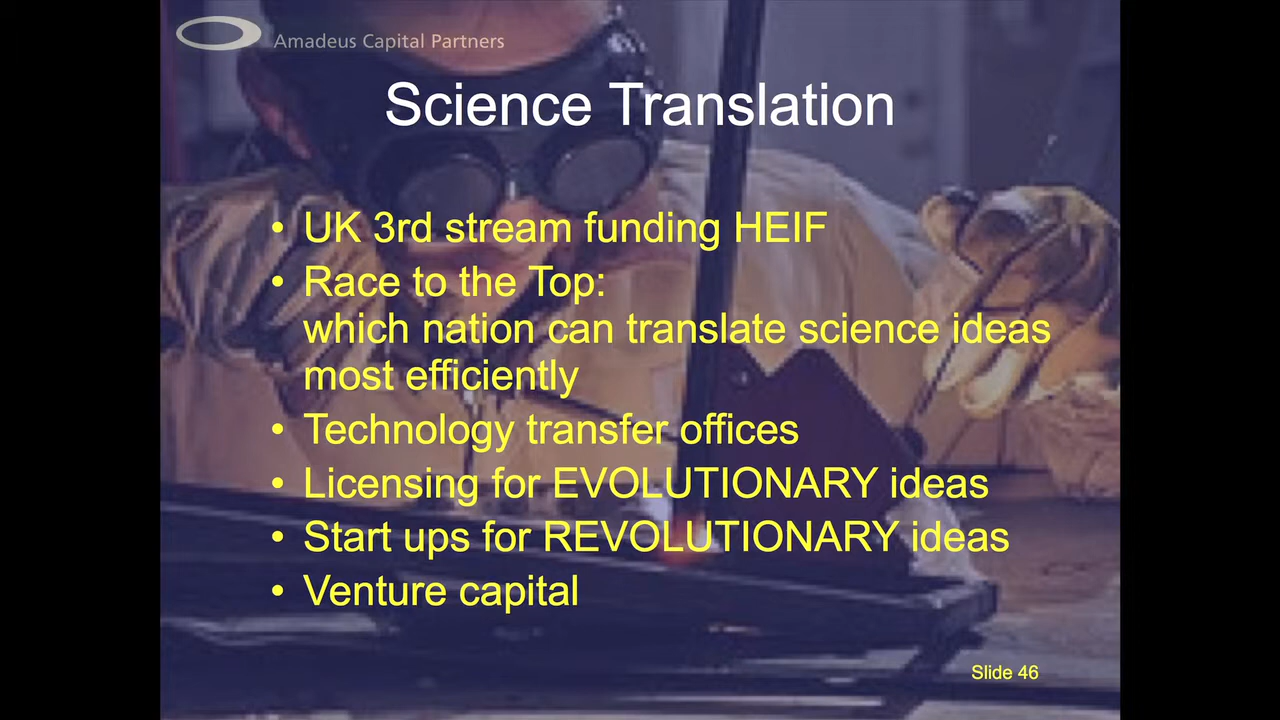 Amadeus Capital Partners
Science Translation
• UK 3rd stream funding HEIF
• Race to the Top:
which nation can translate science ideas
most efficiently
• Technology transfer offices
• Licensing for EVOLUTIONARY ideas
• Start ups for REVOLUTIONARY ideas
• Venture capital
Slide 46